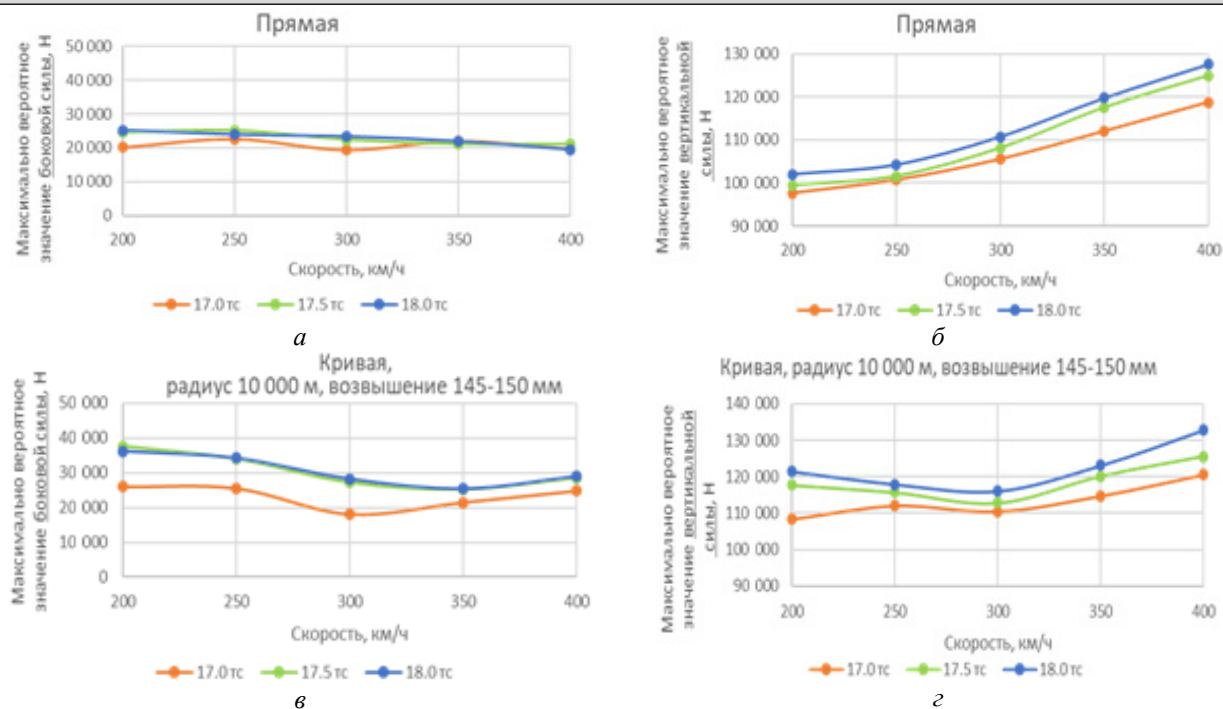 Прямая
Максимально вероятное
значение боковой силы, Н
50 000
40 000
30 000
20 000
10 000
0
200 250 300 350 400
Скорость, км/ч
17.0 тс 17.5 тс 18.0 тс
а
Прямая
Максимально вероятное
значение вертикальной
силы, Н
130 000
120 000
110 000
100 000
90 000
200 250 300 350 400
Скорость, км/ч
17.0 тс 17.5 тс 18.0 тс
б
Кривая,
радиус 10 000 м, возвышение 145-150 мм
Максимально вероятное
значение боковой силы, Н
50 000
40 000
30 000
20 000
10 000
0
200 250 300 350 400
Скорость, км/ч
17.0 тс 17.5 тс 18.0 тс
в
Кривая, радиус 10 000 м, возвышение 145-150 мм
Максимально вероятное
значение вертикальной
силы, Н
140 000
130 000
120 000
110 000
100 000
90 000
200 250 300 350 400
Скорость, км/ч
17.0 тс 17.5 тс 18.0 тс
г